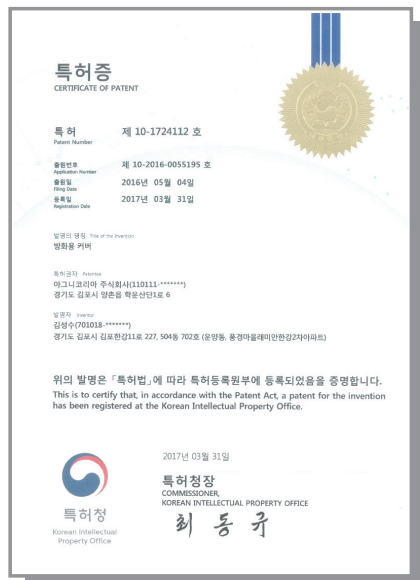 특허증
CERTIFICATE OF PATENT
특허 제 10-1724112 호
Patent Number
출원번호 제 10-2016-0055195 호
Application Number
출원일 2016년 05월 04일
Filing Date
등록일 2017년 03월 31일
Registration Date
발명의 명칭 Title of the Invention
방화용 커버
특허권자 Patentee
아그니코리아 주식회사(110111-*******)
경기도 김포시 양촌읍 학운산단1로 6
발명자 Inventor
김성수(701018-*******)
경기도 김포시 김포한강11로 227, 504동 702호 (운양동, 풍경마을래미안한강2차아파트)
위의 발명은 「특허법」에 따라 특허등록원부에 등록되었음을 증명합니다.
This is to certify that, in accordance with the Patent Act, a patent for the invention
has been registered at the Korean Intellectual Property Office.
2017년 03월 31일
특허청장
COMMISSIONER,
KOREAN INTELLECTUAL PROPERTY OFFICE
최동규
특허청
Korean Intellectual
Property Office